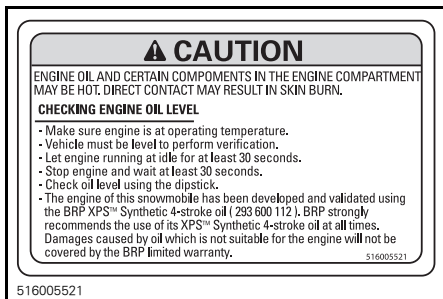 CAUTION
ENGINE OIL AND CERTAIN COMPOMENTS IN THE ENGINE COMPARTMENT
MAY BE HOT. DIRECT CONTACT MAY RESULT IN SKIN BURN.
CHECKING ENGINE OIL LEVEL
- Make sure engine is at operating temperature.
- Vehicle must be level to perform verification.
- Let engine running at idle for at least 30 seconds.
- Stop engine and wait at least 30 seconds.
- Check oil level using the dipstick.
- The engine of this snowmobile has been developed and validated using
the BRP XPS™ Synthetic 4-stroke oil ( 293 600 112 ). BRP strongly
recommends the use of its XPS™ Synthetic 4-stroke oil at all times.
Damages caused by oil which is not suitable for the engine will not be
covered by the BRP limited warranty.
516005521
516005521